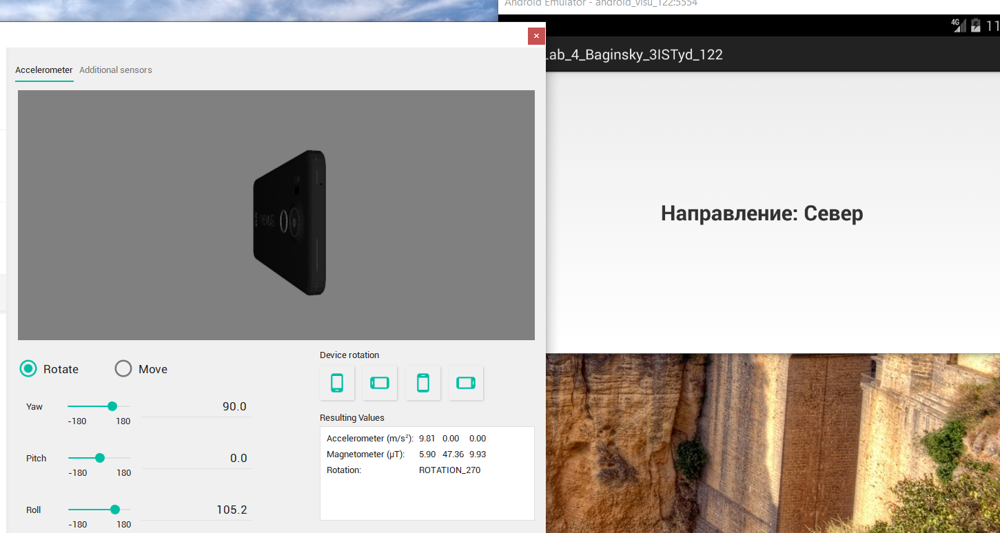 Android Emulator - android_visu_122:5554
4G 11
Lab_4_Baginsky_3ISTyd_122
Accelerometer Additional sensors
nexus
Направление: Север
Rotate Move
Device rotation
Yaw 90.0
-180 180
Resulting Values
Accelerometer (m/s²): 9.81 0.00 0.00
Magnetometer (μT): 5.90 47.36 9.93
Rotation: ROTATION_270
Pitch 0.0
-180 180
Roll 105.2
-180 180